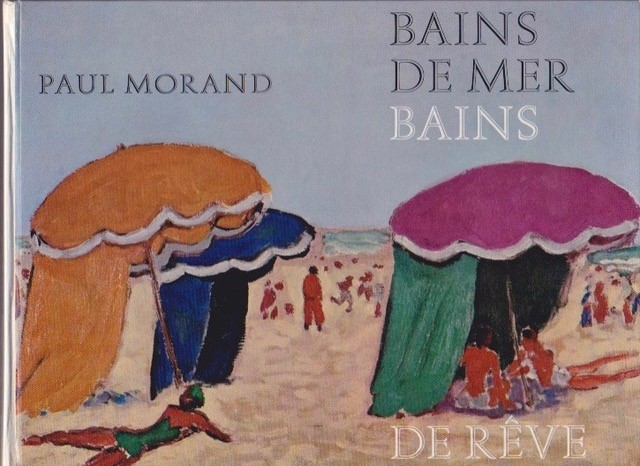 PAUL MORAND
BAINS
DE MER
BAINS
DE RÊVE